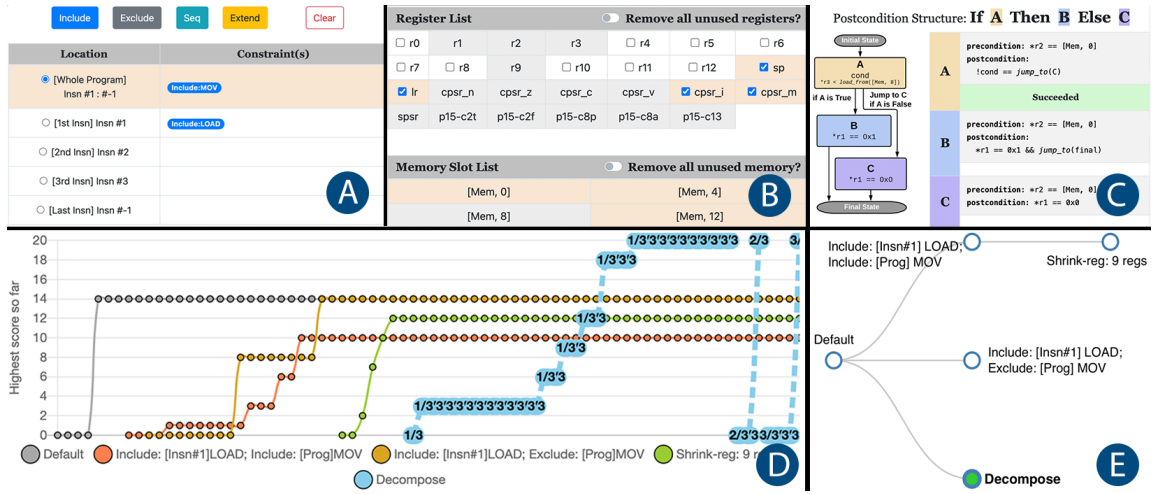 Include Exclude Seq Extend Clear
Location Constraint(s)
[Whole Program]
Insn #1 : #-1
Include:MOV
[1st Insn] Insn #1 Include:LOAD
[2nd Insn] Insn #2
[3rd Insn] Insn #3
[Last Insn] Insn #-1
A
Register List Remove all unused registers?
r0 r1 r2 r3 r4 r5 r6
r7 r8 r9 r10 r11 r12 sp
lr cpsr_n cpsr_z cpsr_c cpsr_v cpsr_i cpsr_m
spsr p15-c2t p15-c2f p15-c8p p15-c8a p15-c13
Memory Slot List Remove all unused memory?
[Mem, 0] [Mem, 4]
[Mem, 8] [Mem, 12]
B
Postcondition Structure: If A Then B Else C
Initial State
A
cond
*r3 < load_from([Mem, 8])
if A is True
Jump to C
if A is False
B
*r1 == 0x1
C
*r1 == 0x0
Final State
A
precondition: *r2 == [Mem, 0]
postcondition:
!cond == jump_to(C)
Succeeded
B
precondition: *r2 == [Mem, 0]
postcondition:
*r1 == 0x1 && jump_to(final)
C
precondition: *r2 == [Mem, 0]
postcondition: *r1 == 0x0
C
Highest score so far
20
18
16
14
12
10
8
6
4
2
0
1/3
1/3'3'3'3'3'3'3'3'3'3'3'3'3
1/3'3
1/3'3
1/3'3
1/3'3'3
1/3'3'3'3'3'3'3'3'3'3'3
2/3'3
2/3
3/3'3'3
3/
Default Include: [Insn#1]LOAD; Include: [Prog]MOV Include: [Insn#1]LOAD; Exclude: [Prog]MOV Shrink-reg: 9 re
Decompose
D
Include: [Insn#1] LOAD;
Include: [Prog] MOV
Shrink-reg: 9 regs
Default
Include: [Insn#1] LOAD;
Exclude: [Prog] MOV
Decompose
E